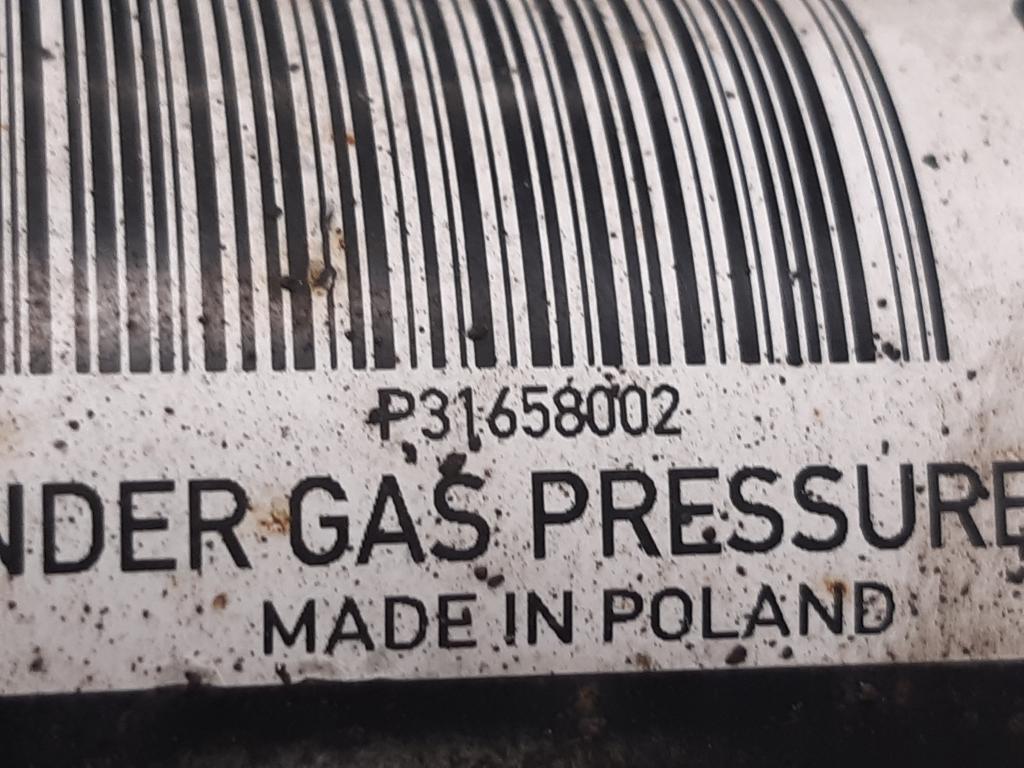 P31658002
NDER GAS PRESSURE
MADE IN POLAND